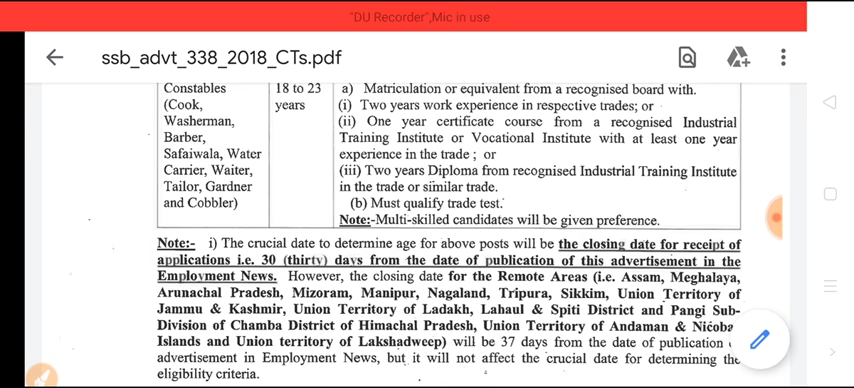 "DU Recorder",Mic in use
ssb_advt_338_2018_CTs.pdf
Constables
(Cook,
Washerman,
Barber,
Safaiwala, Water
Carrier, Waiter,
Tailor, Gardner
and Cobbler)
18 to 23
years
a) Matriculation or equivalent from a recognised board with.
(i) Two years work experience in respective trades; or
(ii) One year certificate course from a recognised Industrial
Training Institute or Vocational Institute with at least one year
experience in the trade ; or
(iii) Two years Diploma from recognised Industrial Training Institute
in the trade or similar trade.
(b) Must qualify trade test.
Note:-Multi-skilled candidates will be given preference.
Note:- i) The crucial date to determine age for above posts will be the closing date for receipt of
applications i.e. 30 (thirty) days from the date of publication of this advertisement in the
Employment News. However, the closing date for the Remote Areas (i.e. Assam, Meghalaya,
Arunachal Pradesh, Mizoram, Manipur, Nagaland, Tripura, Sikkim, Union Territory of
Jammu & Kashmir, Union Territory of Ladakh, Lahaul & Spiti District and Pangi Sub-
Division of Chamba District of Himachal Pradesh, Union Territory of Andaman & Nicoba
Islands and Union territory of Lakshadweep) will be 37 days from the date of publication
advertisement in Employment News, but it will not affect the crucial date for determining the
eligibility criteria.